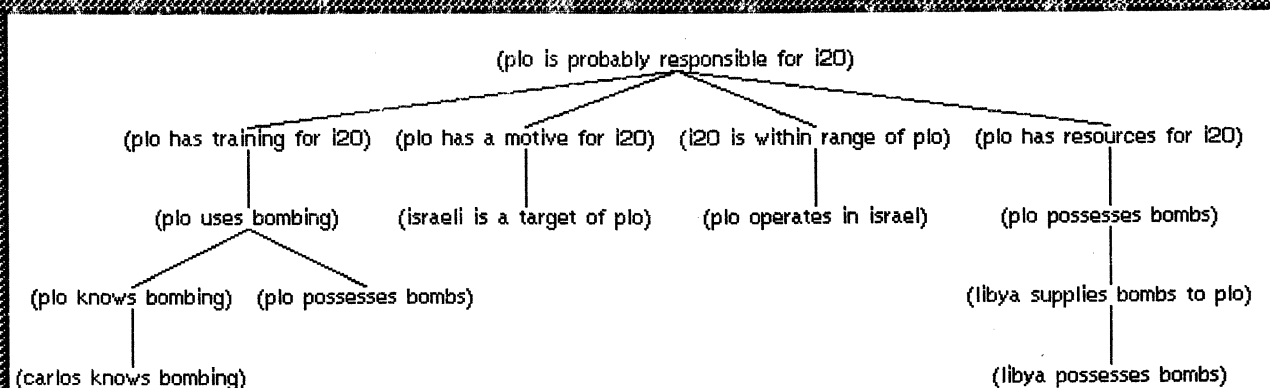 (plo is probably responsible for i20)
(plo has training for i20) (plo has a motive for i20) (i20 is within range of plo) (plo has resources for i20)
(plo uses bombing) (israeli is a target of plo) (plo operates in israel) (plo possesses bombs)
(plo knows bombing) (plo possesses bombs) (libya supplies bombs to plo)
(carlos knows bombing) (libya possesses bombs)